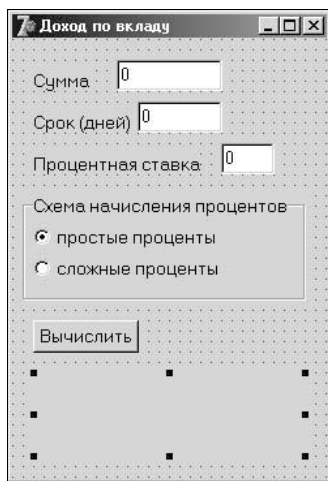 Доход по вкладу
Сумма 0
Срок (дней) 0
Процентная ставка 0
Схема начисления процентов
простые проценты
сложные проценты
Вычислить